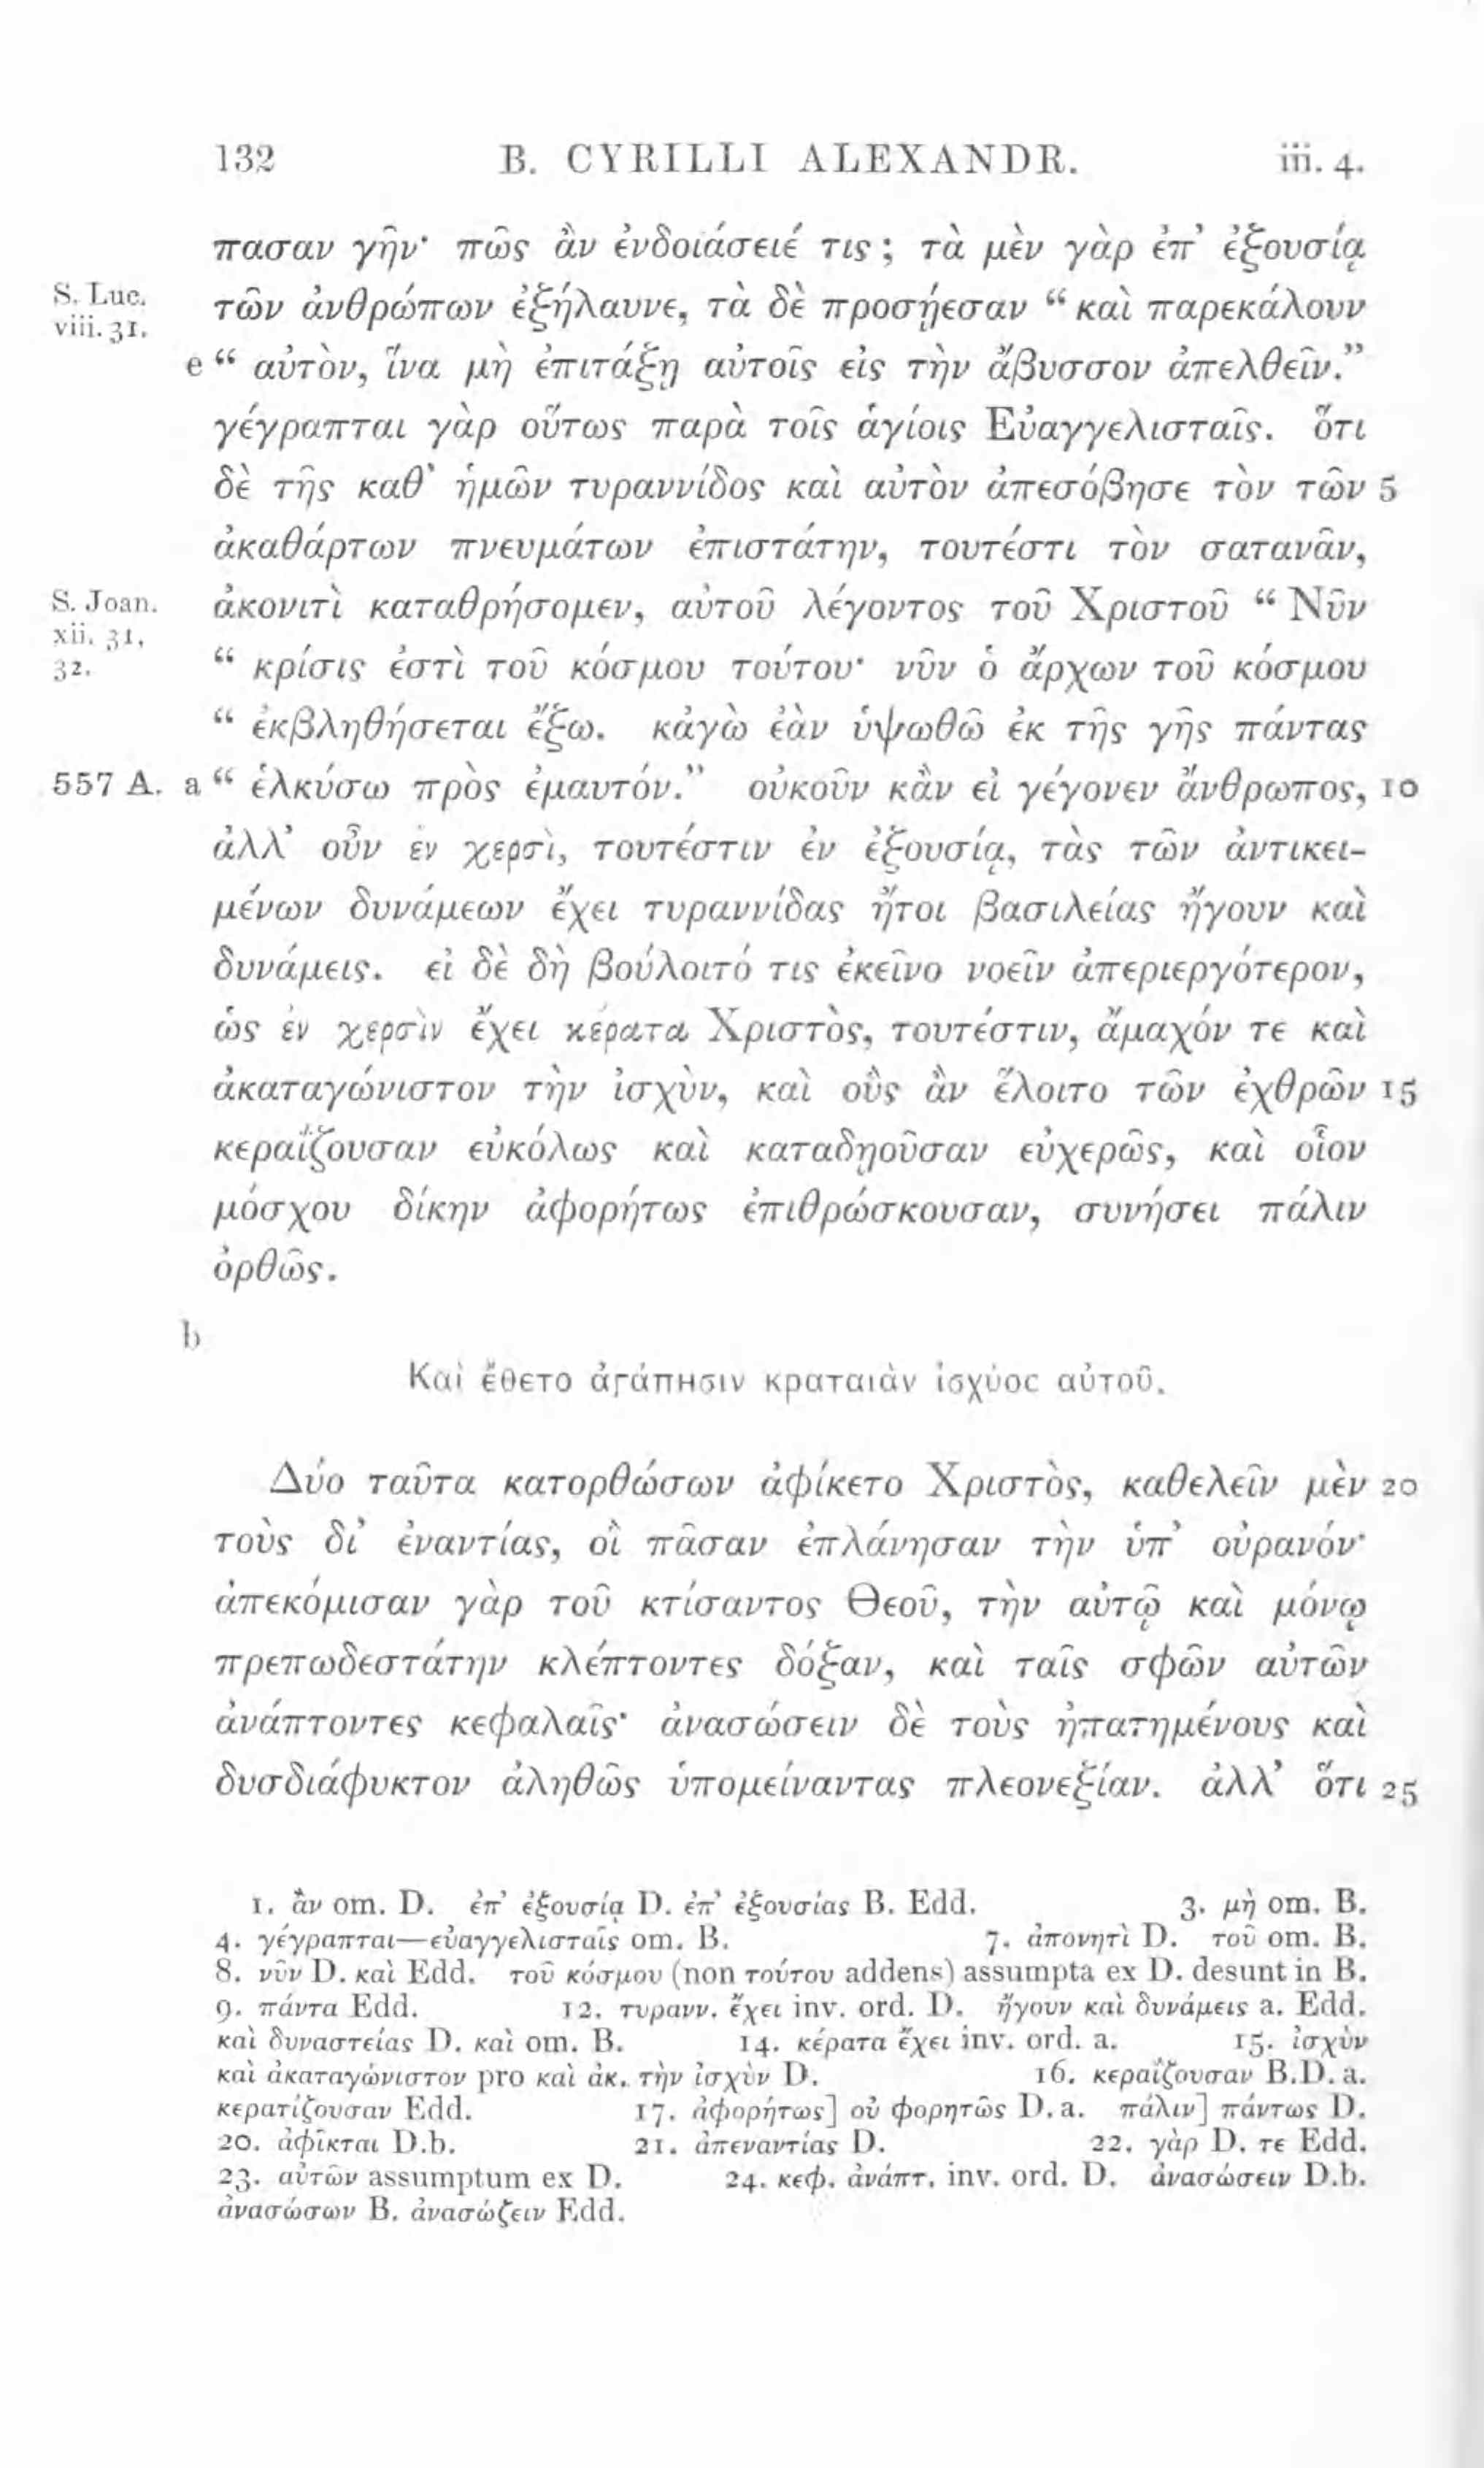 132 B. CYRILLI ALEXANDR. iii. 4.
πασαν γῆν· πῶς ἂν ἐνδοιάσειέ τις; τὰ μὲν γὰρ ἐπ’ ἐξουσίᾳ
S. Luc. viii. 31. τῶν ἀνθρώπων ἐξήλαυνε, τὰ δὲ προσῄεσαν “ καὶ παρεκάλουν
e “ αὐτὸν, ἵνα μὴ ἐπιτάξῃ αὐτοῖς εἰς τὴν ἄβυσσον ἀπελθεῖν.”
γέγραπται γὰρ οὕτως παρὰ τοῖς ἁγίοις Εὐαγγελισταῖς. ὅτι
δὲ τῆς καθ’ ἡμῶν τυραννίδος καὶ αὐτὸν ἀπεσόβησε τὸν τῶν 5
ἀκαθάρτων πνευμάτων ἐπιστάτην, τουτέστι τὸν σατανᾶν,
S. Joan. xii. 31, 32. ἀκονιτὶ καταθρήσομεν, αὐτοῦ λέγοντος τοῦ Χριστοῦ “ Νῦν
“ κρίσις ἐστὶ τοῦ κόσμου τούτου· νῦν ὁ ἄρχων τοῦ κόσμου
“ ἐκβληθήσεται ἔξω. κἀγὼ ἐὰν ὑψωθῶ ἐκ τῆς γῆς πάντας
557 A. a “ ἑλκύσω πρὸς ἐμαυτόν.” οὐκοῦν κἂν εἰ γέγονεν ἄνθρωπος, 10
ἀλλ’ οὖν ἐν χερσὶ, τουτέστιν ἐν ἐξουσίᾳ, τὰς τῶν ἀντικει-
μένων δυνάμεων ἔχει τυραννίδας ἤτοι βασιλείας ἤγουν καὶ
δυνάμεις. εἰ δὲ δὴ βούλοιτό τις ἐκεῖνο νοεῖν ἀπεριεργότερον,
ὡς ἐν χερσὶν ἔχει κέρατα Χριστὸς, τουτέστιν, ἄμαχόν τε καὶ
ἀκαταγώνιστον τὴν ἰσχὺν, καὶ οὓς ἂν ἕλοιτο τῶν ἐχθρῶν 15
κεραΐζουσαν εὐκόλως καὶ καταδῃοῦσαν εὐχερῶς, καὶ οἷον
μόσχου δίκην ἀφορήτως ἐπιθρώσκουσαν, συνήσει πάλιν
ὀρθῶς.
b
Καὶ ἔθετο ἀγάπησιν κραταιὰν ἰσχύος αὐτοῦ.
Δύο ταῦτα κατορθώσων ἀφίκετο Χριστὸς, καθελεῖν μὲν 20
τοὺς δι’ ἐναντίας, οἳ πᾶσαν ἐπλάνησαν τὴν ὑπ’ οὐρανόν·
ἀπεκόμισαν γὰρ τοῦ κτίσαντος Θεοῦ, τὴν αὐτῷ καὶ μόνῳ
πρεπωδεστάτην κλέπτοντες δόξαν, καὶ ταῖς σφῶν αὐτῶν
ἀνάπτοντες κεφαλαῖς· ἀνασώσειν δὲ τοὺς ἠπατημένους καὶ
δυσδιάφυκτον ἀληθῶς ὑπομείναντας πλεονεξίαν. ἀλλ’ ὅτι 25
1. ἂν om. D. ἐπ’ ἐξουσίᾳ D. ἐπ’ ἐξουσίας B. Edd. 3. μὴ om. B.
4. γέγραπται—εὐαγγελισταῖς om. B. 7. ἀπονητὶ D. τοῦ om. B.
8. νῦν D. καὶ Edd. τοῦ κόσμου (non τούτου addens) assumpta ex D. desunt in B.
9. πάντα Edd. 12. τυρανν. ἔχει inv. ord. D. ἤγουν καὶ δυνάμεις a. Edd.
καὶ δυναστείας D. καὶ om. B. 14. κέρατα ἔχει inv. ord. a. 15. ἰσχὺν
καὶ ἀκαταγώνιστον pro καὶ ἀκ. τὴν ἰσχὺν D. 16. κεραΐζουσαν B.D. a.
κερατίζουσαν Edd. 17. ἀφορήτως] οὐ φορητῶς D. a. πάλιν] πάντως D.
20. ἀφῖκται D.b. 21. ἀπεναντίας D. 22. γὰρ D. τε Edd.
23. αὐτῶν assumptum ex D. 24. κεφ. ἀνάπτ. inv. ord. D. ἀνασώσειν D.b.
ἀνασώσων B. ἀνασώζειν Edd.